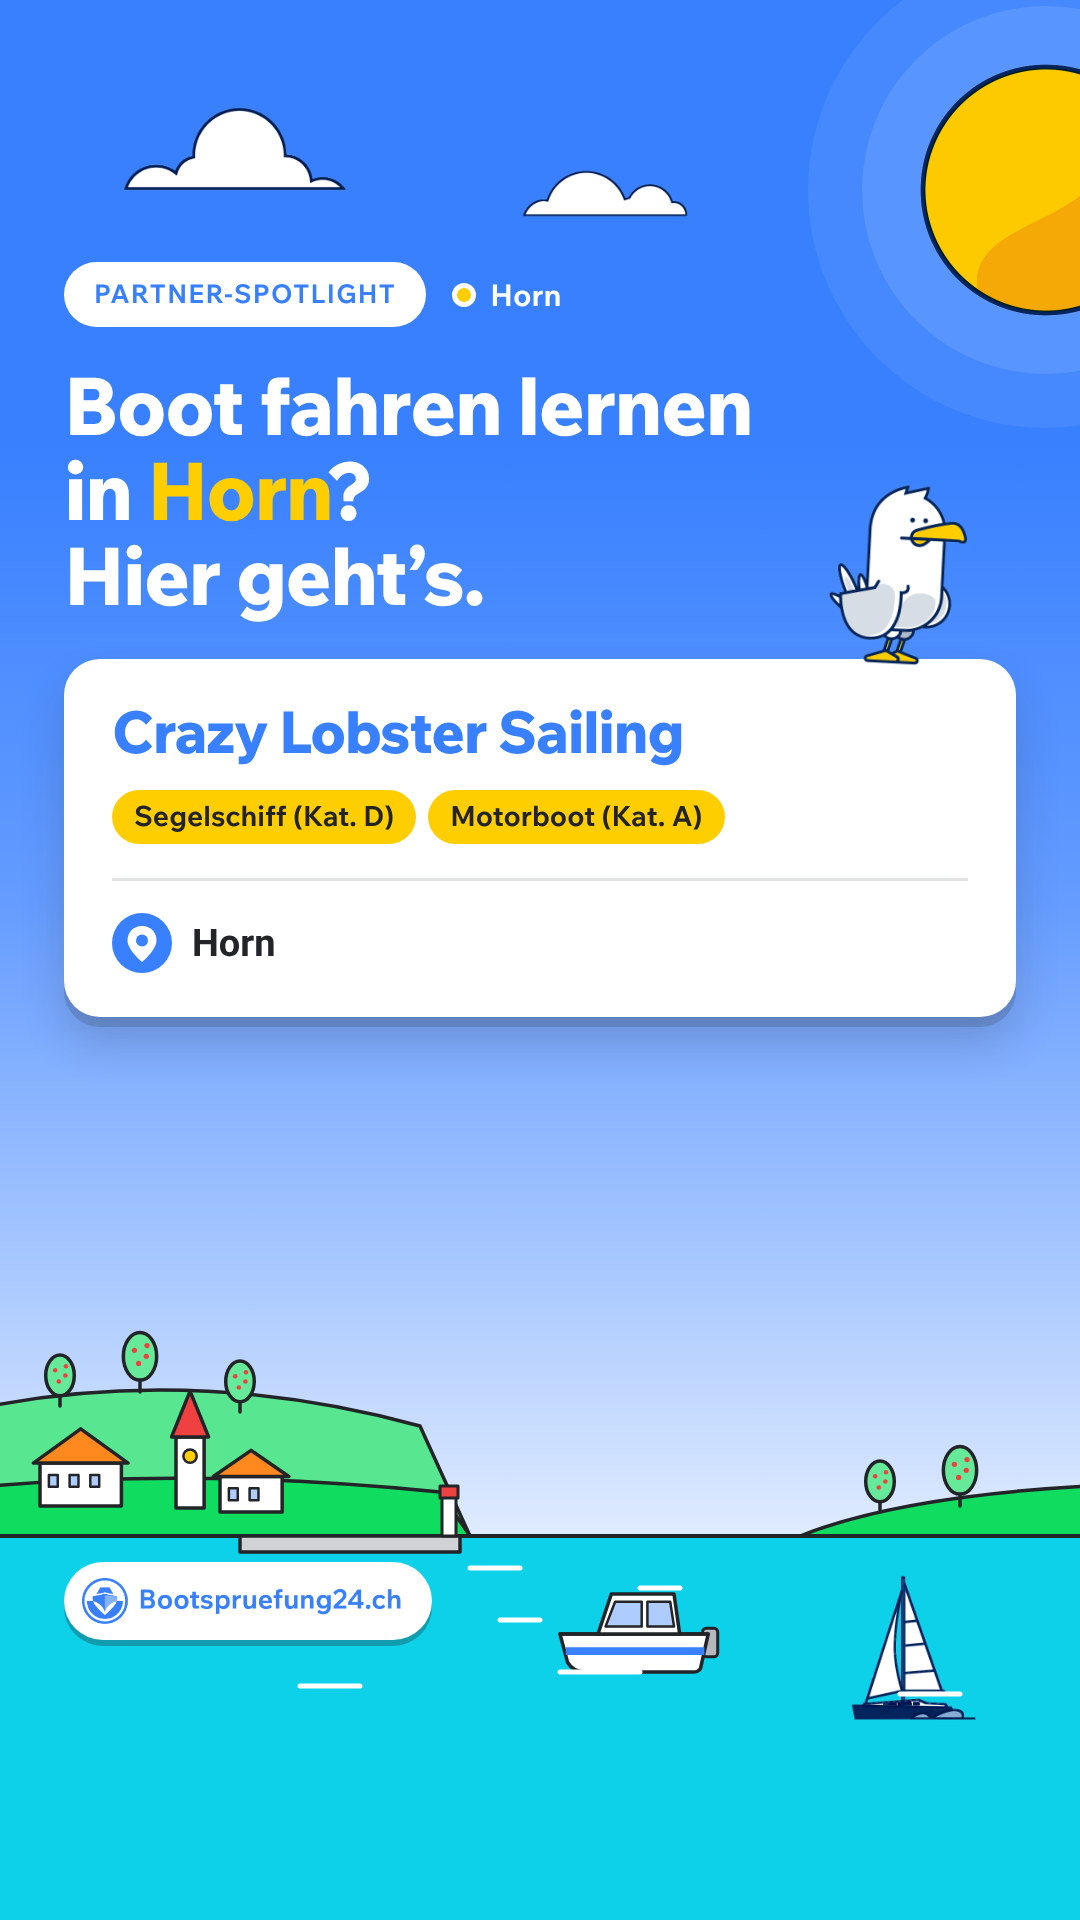 PARTNER-SPOTLIGHT
Horn
Boot fahren lernen
in Horn?
Hier geht’s.
Crazy Lobster Sailing
Segelschiff (Kat. D)
Motorboot (Kat. A)
Horn
Bootspruefung24.ch